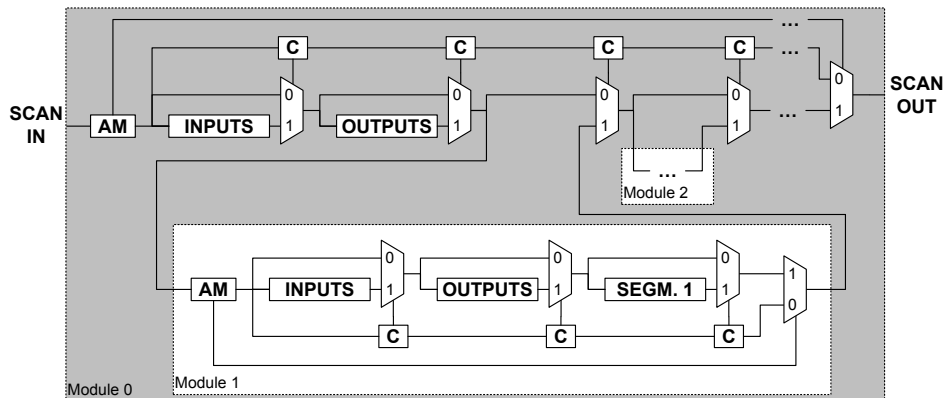 ...
C C C C ...
0 0 0 0 0
SCAN IN
AM
INPUTS
1
OUTPUTS
1
1
1
...
1
SCAN OUT
...
Module 2
0 0 0
1
AM
INPUTS
1
OUTPUTS
1
SEGM. 1
1
0
C C C
Module 1
Module 0